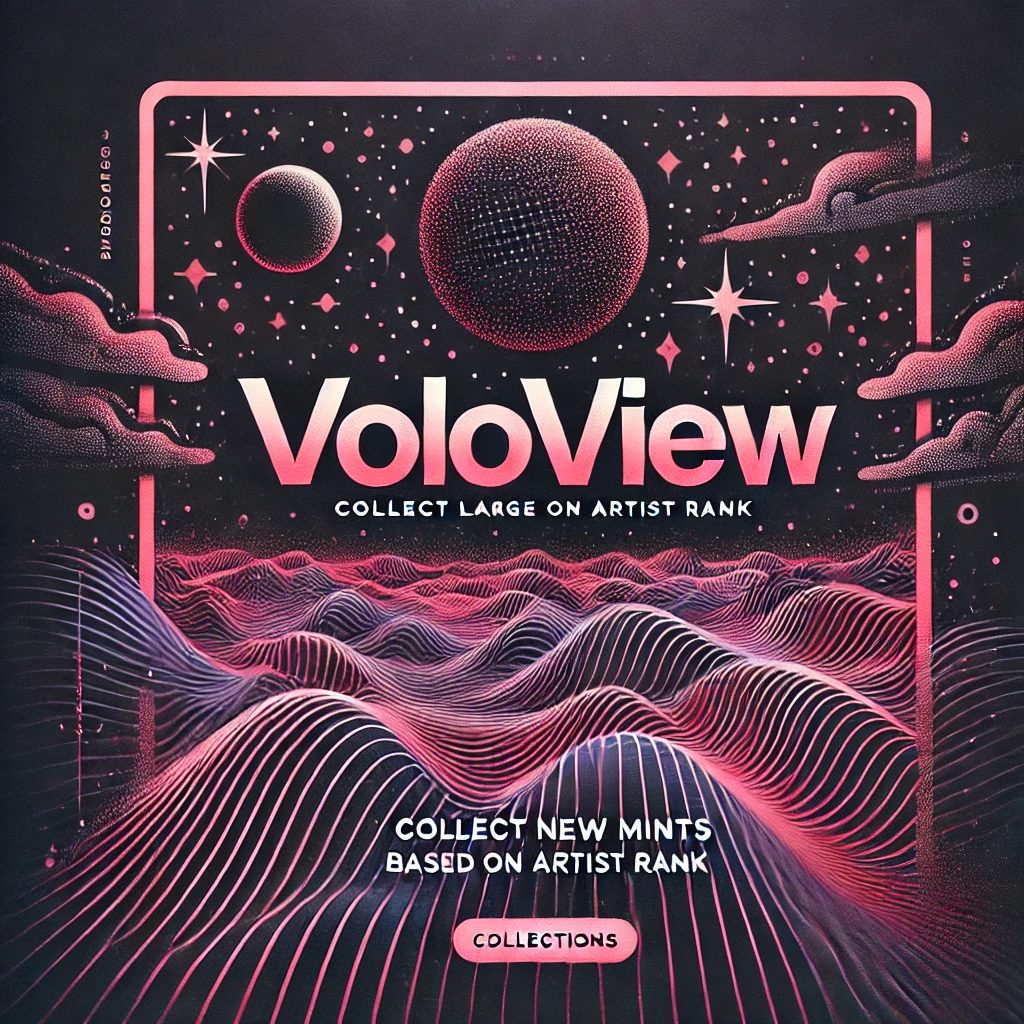 VoloView
COLLECT LARGE ON ARTIST RANK
COLLECT NEW MINTS
BASED ON ARTIST RANK
COLLECTIONS